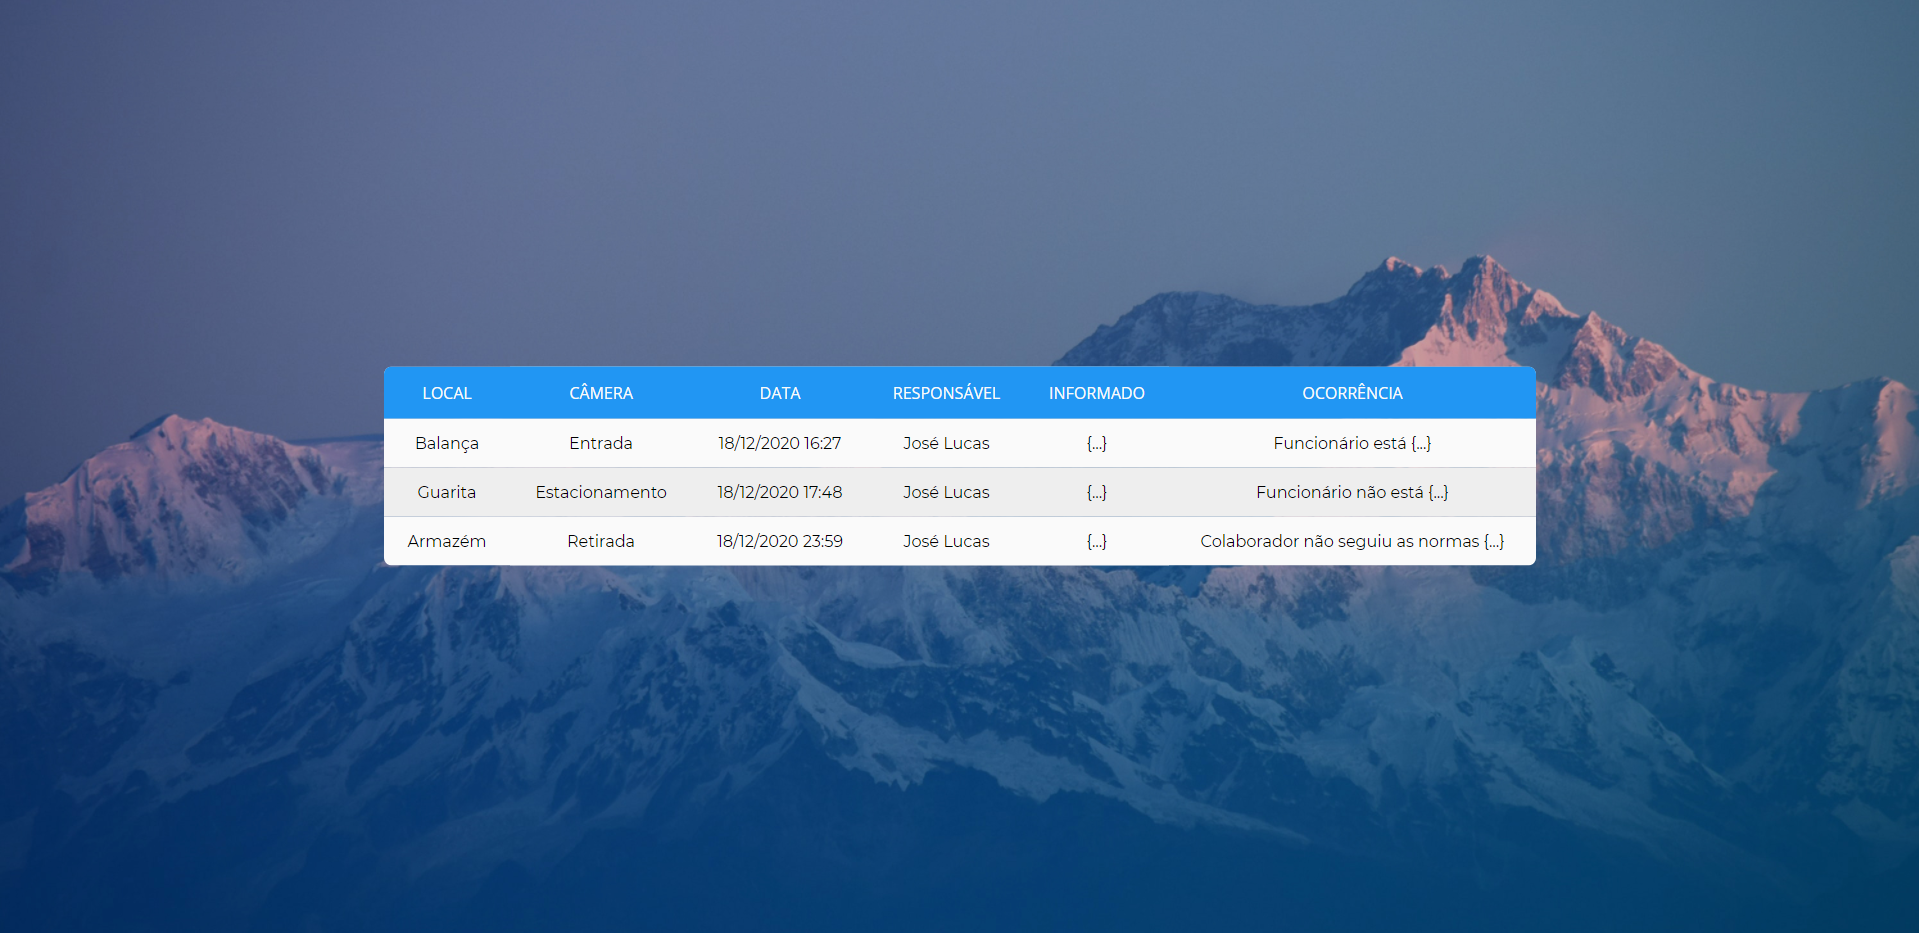 LOCAL CÂMERA DATA RESPONSÁVEL INFORMADO OCORRÊNCIA
Balança Entrada 18/12/2020 16:27 José Lucas {...} Funcionário está {...}
Guarita Estacionamento 18/12/2020 17:48 José Lucas {...} Funcionário não está {...}
Armazém Retirada 18/12/2020 23:59 José Lucas {...} Colaborador não seguiu as normas {...}